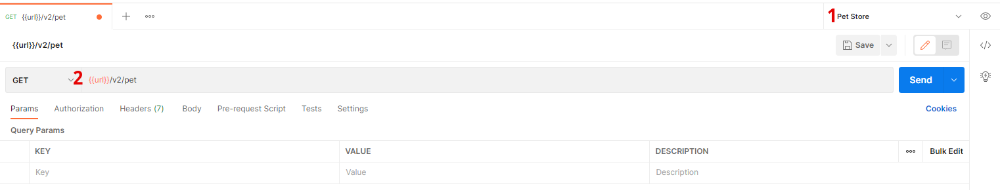 GET {{url}}/v2/pet 1 Pet Store
{{url}}/v2/pet Save
GET 2 {{url}}/v2/pet Send
Params Authorization Headers (7) Body Pre-request Script Tests Settings Cookies
Query Params
KEY VALUE DESCRIPTION Bulk Edit
Key Value Description